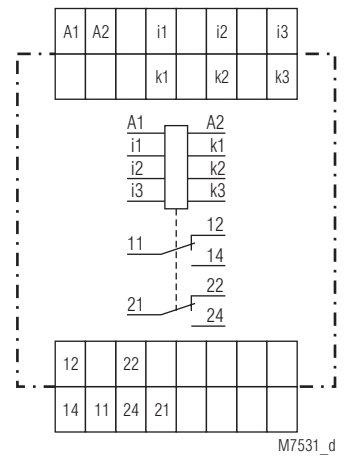 A1 A2 i1 i2 i3
k1 k2 k3
A1 A2
i1 k1
i2 k2
i3 k3
12
11
14
22
21
24
12 22
14 11 24 21
M7531_d